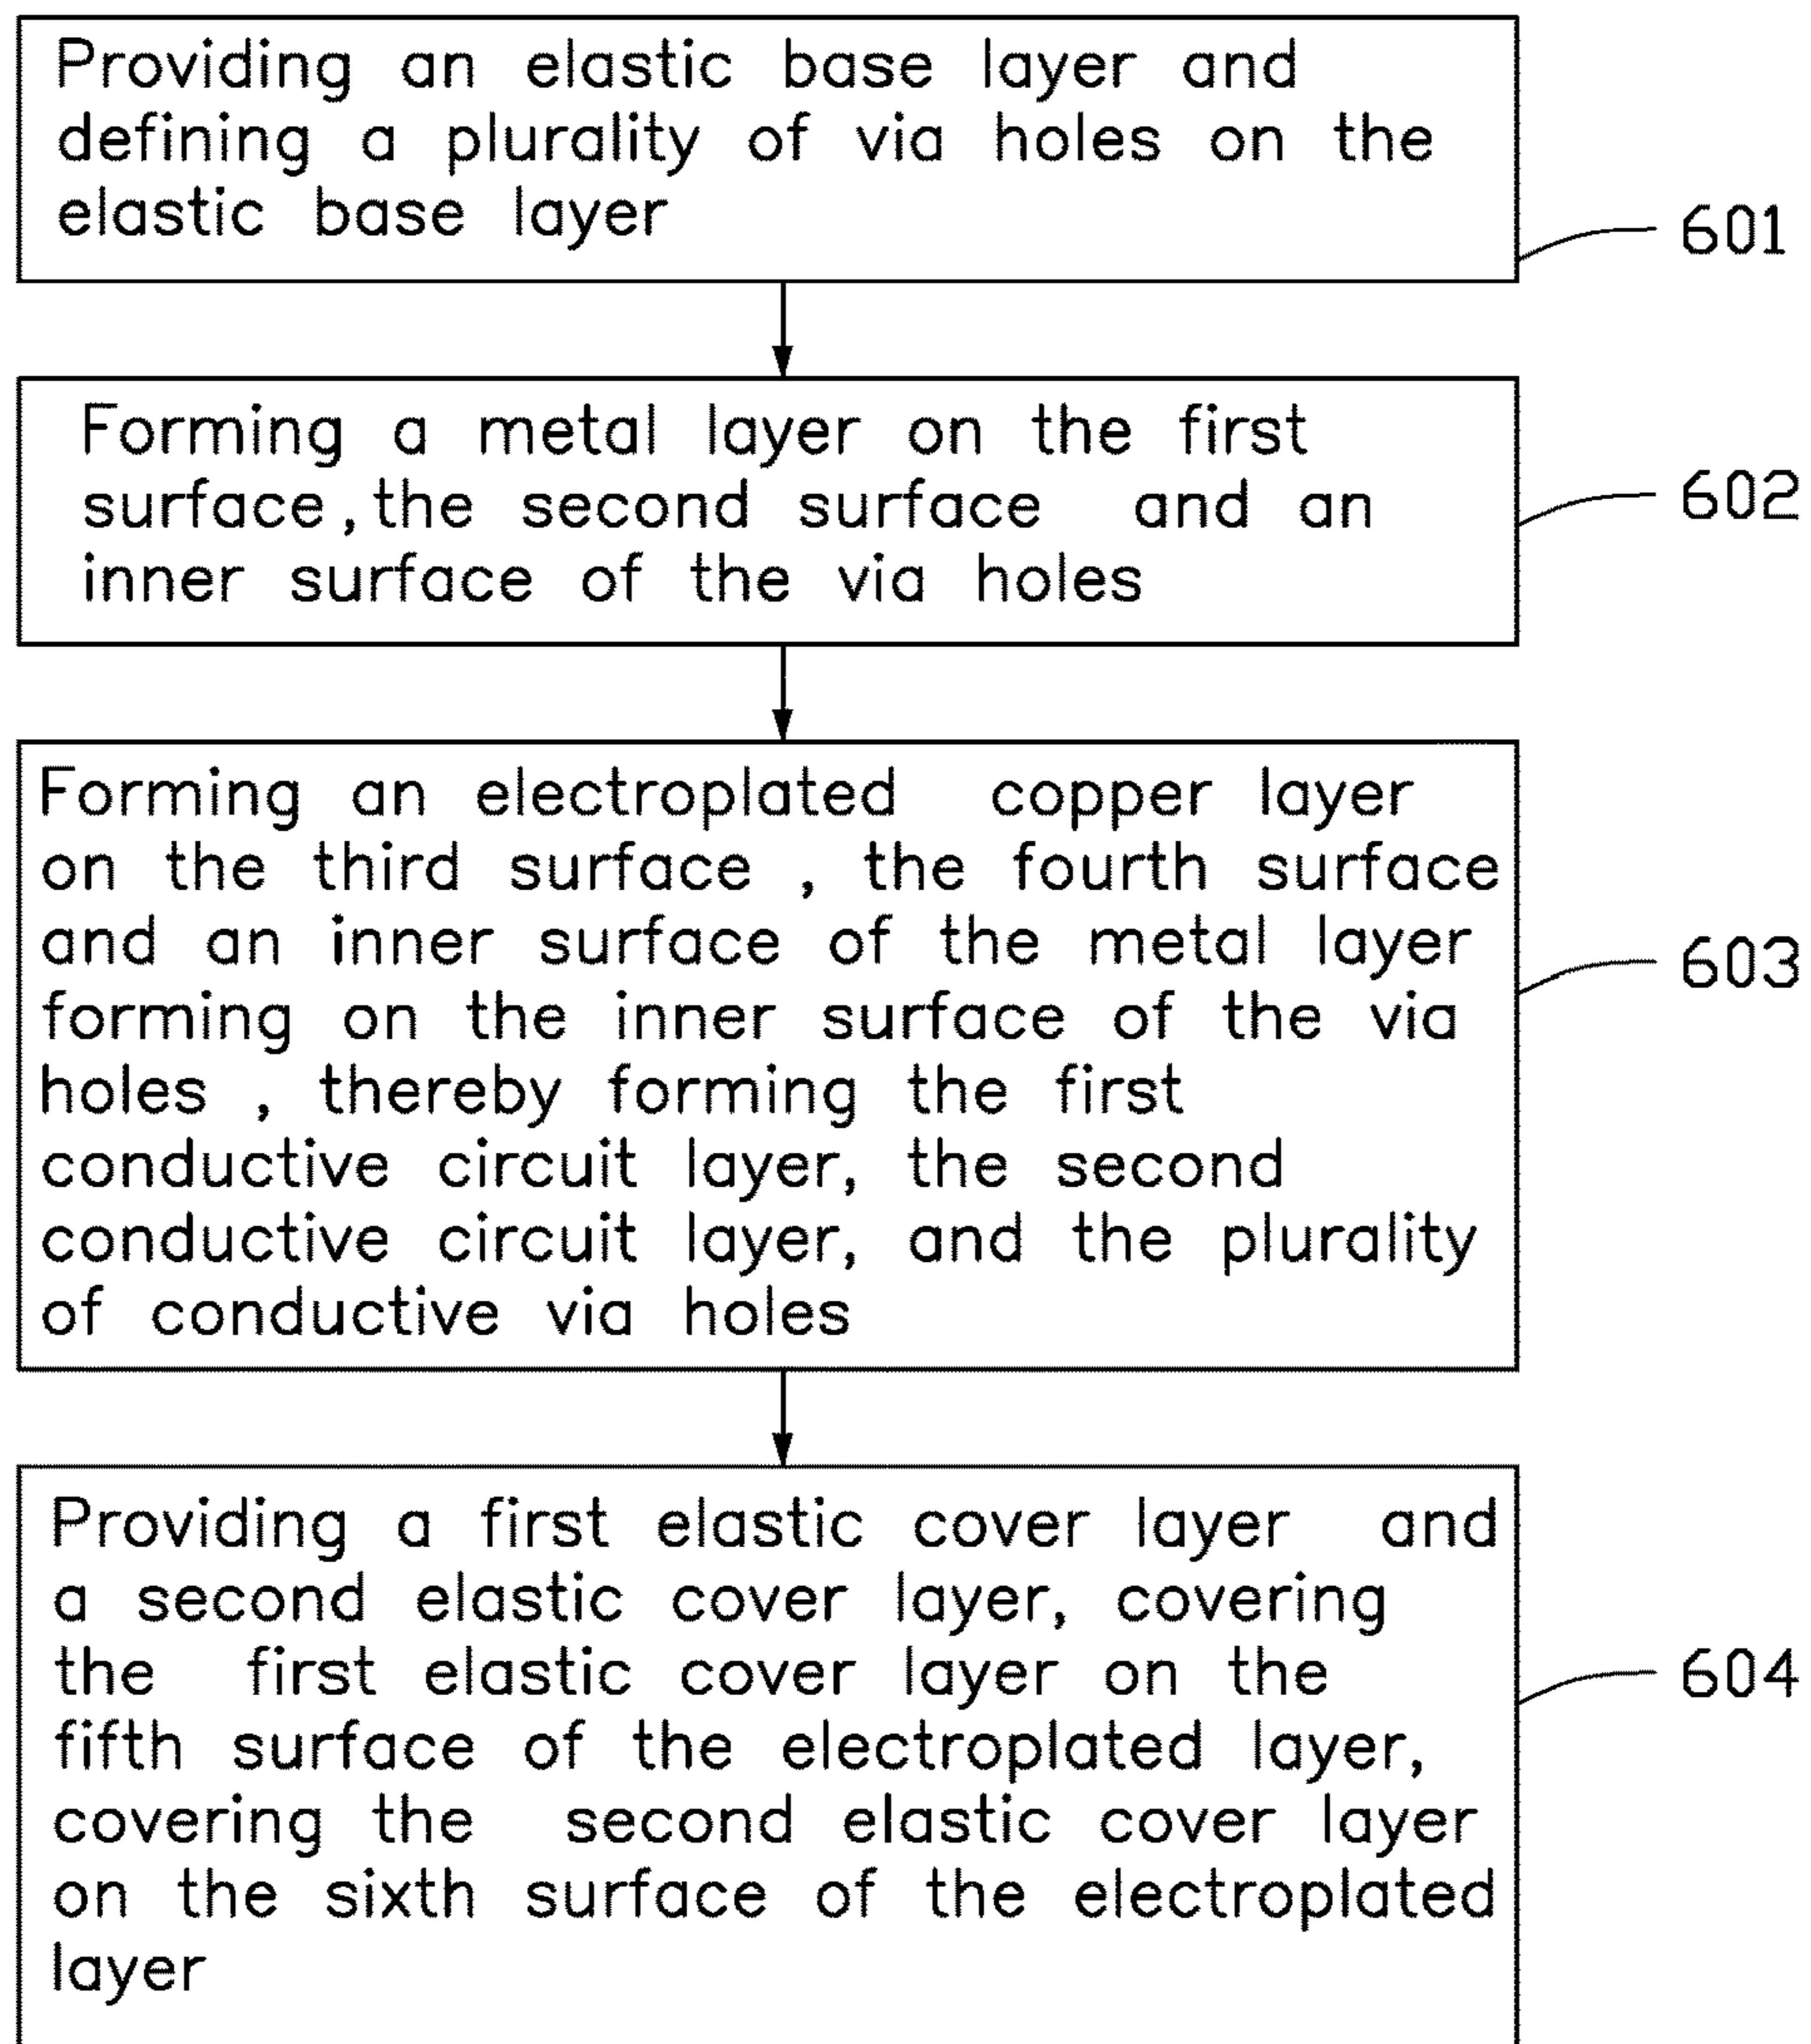 Providing an elastic base layer and
defining a plurality of via holes on the
elastic base layer
601
Forming a metal layer on the first
surface, the second surface and an
inner surface of the via holes
602
Forming an electroplated copper layer
on the third surface , the fourth surface
and an inner surface of the metal layer
forming on the inner surface of the via
holes , thereby forming the first
conductive circuit layer, the second
conductive circuit layer, and the plurality
of conductive via holes
603
Providing a first elastic cover layer and
a second elastic cover layer, covering
the first elastic cover layer on the
fifth surface of the electroplated layer,
covering the second elastic cover layer
on the sixth surface of the electroplated
layer
604